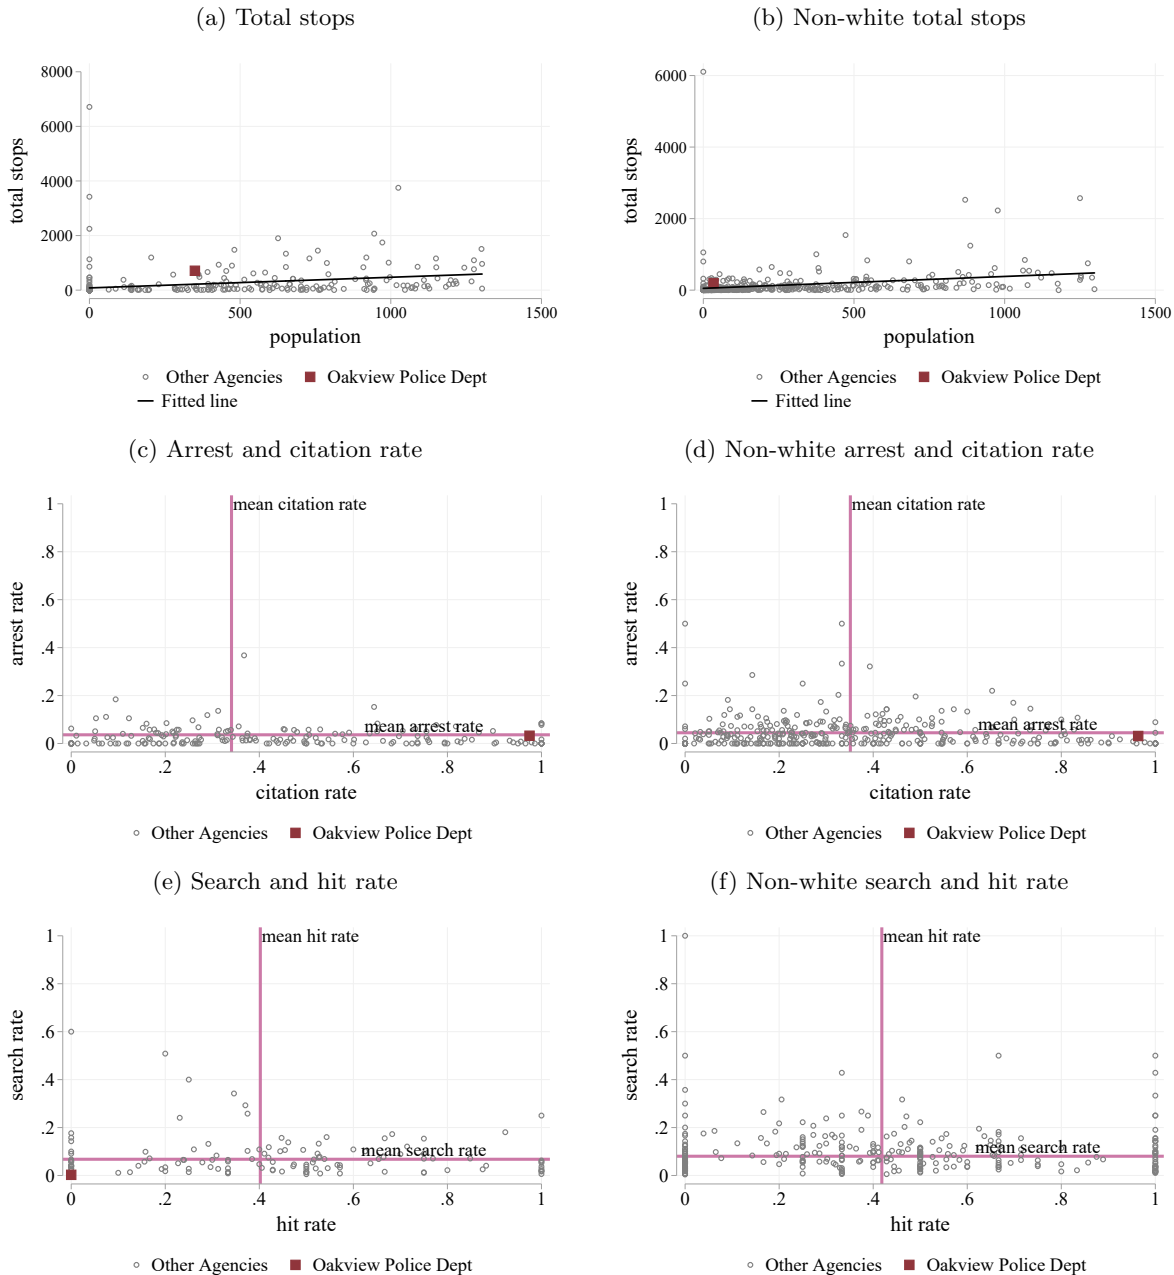 (a) Total stops
(b) Non-white total stops
total stops
8000
6000
4000
2000
0
0 500 1000 1500
population
Other Agencies Oakview Police Dept
Fitted line
total stops
6000
4000
2000
0
0 500 1000 1500
population
Other Agencies Oakview Police Dept
Fitted line
(c) Arrest and citation rate
(d) Non-white arrest and citation rate
arrest rate
1
.8
.6
.4
.2
0
mean citation rate
mean arrest rate
0 .2 .4 .6 .8 1
citation rate
Other Agencies Oakview Police Dept
arrest rate
1
.8
.6
.4
.2
0
mean citation rate
mean arrest rate
0 .2 .4 .6 .8 1
citation rate
Other Agencies Oakview Police Dept
(e) Search and hit rate
(f) Non-white search and hit rate
search rate
1
.8
.6
.4
.2
0
mean hit rate
mean search rate
0 .2 .4 .6 .8 1
hit rate
Other Agencies Oakview Police Dept
search rate
1
.8
.6
.4
.2
0
mean hit rate
mean search rate
0 .2 .4 .6 .8 1
hit rate
Other Agencies Oakview Police Dept